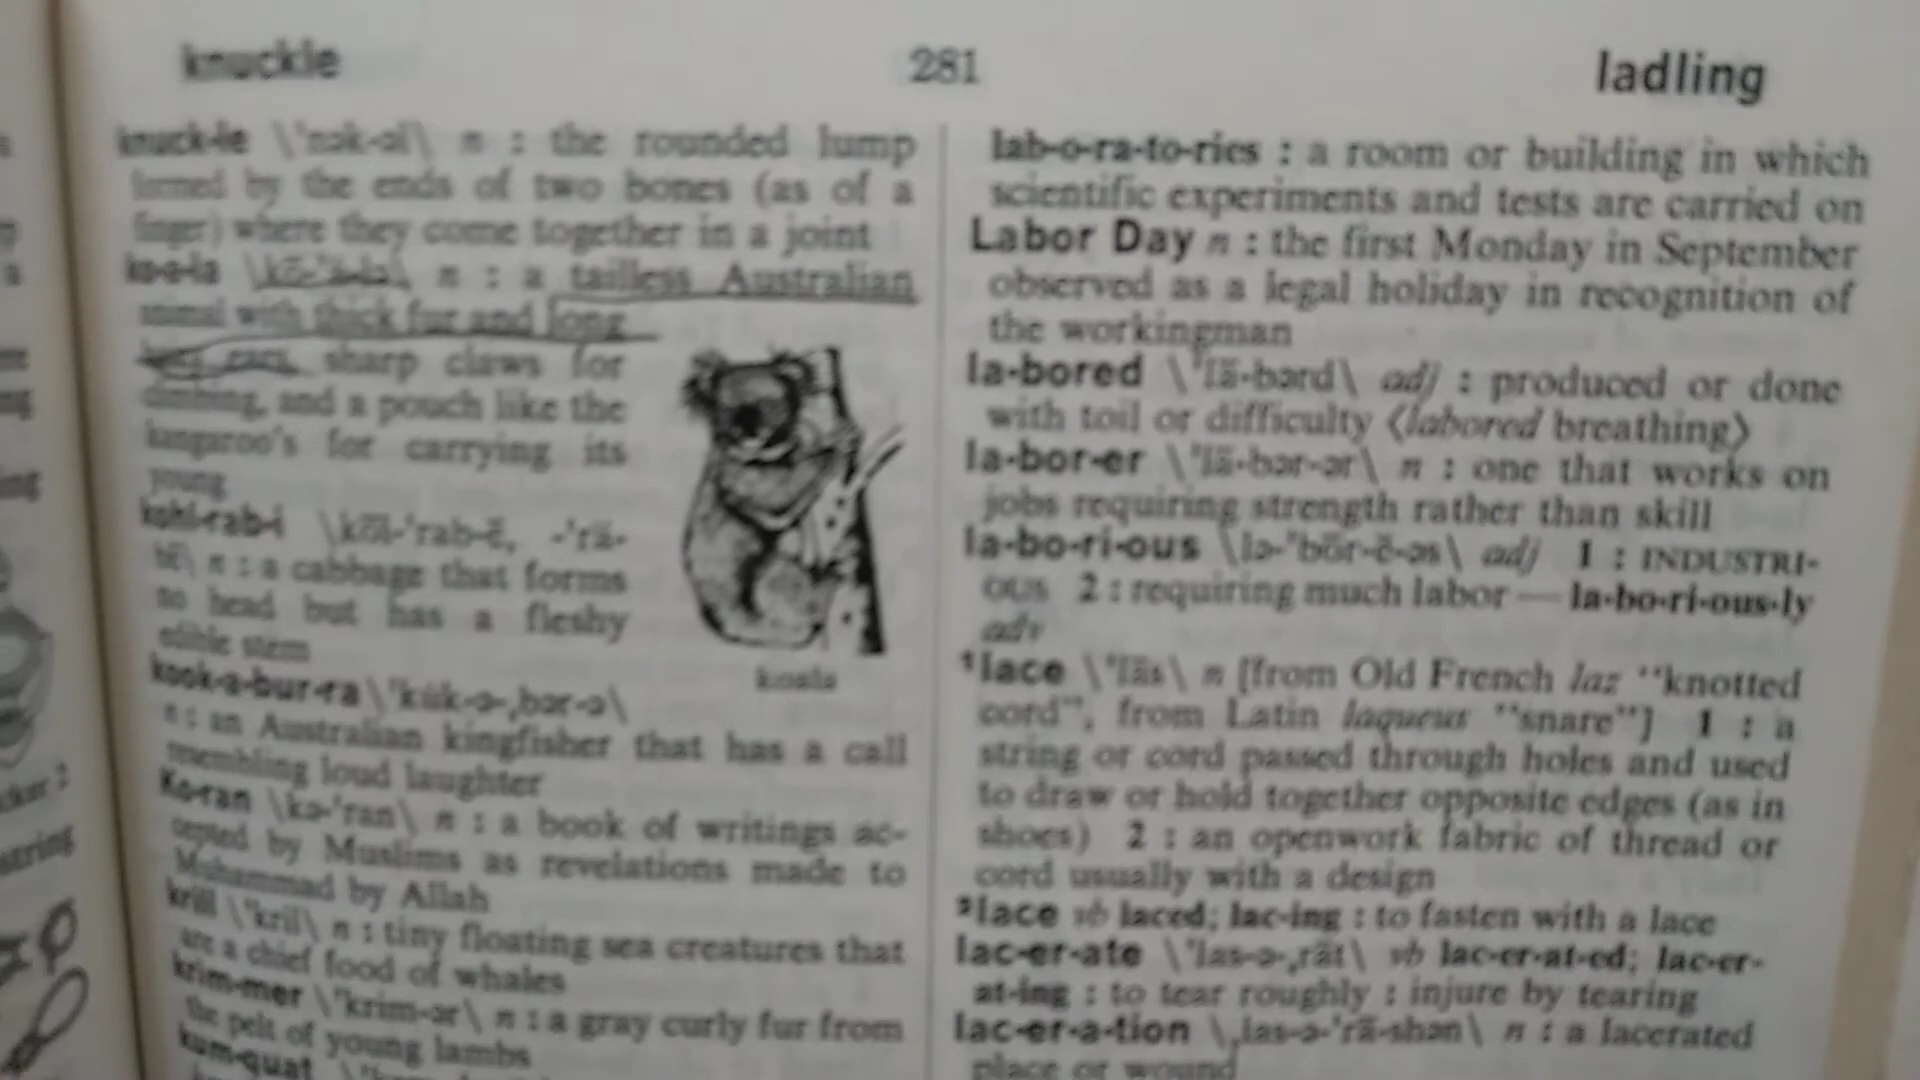 knuckle 281 ladling
knuck·le \'nək-əl\ n : the rounded lump
formed by the ends of two bones (as of a
finger) where they come together in a joint
ko·a·la \kō-'ä-lə\ n : a tailless Australian
animal with thick fur and long
sharp claws for
climbing, and a pouch like the
kangaroo's for carrying its
young
kohl·rab·i \kōl-'rab-ē, -'rä-
bē\ n : a cabbage that forms
no head but has a fleshy
edible stem
koala
kook·a·bur·ra \'kuk-ə-,bər-ə\
n : an Australian kingfisher that has a call
resembling loud laughter
Ko·ran \kə-'ran\ n : a book of writings ac-
cepted by Muslims as revelations made to
Muhammad by Allah
krill \'kril\ n : tiny floating sea creatures that
are a chief food of whales
krim·mer \'krim-ər\ n : a gray curly fur from
the pelt of young lambs
kum·quat
lab·o·ra·to·ries : a room or building in which
scientific experiments and tests are carried on
Labor Day n : the first Monday in September
observed as a legal holiday in recognition of
the workingman
la·bored \'lā-bərd\ adj : produced or done
with toil or difficulty ⟨labored breathing⟩
la·bor·er \'lā-bər-ər\ n : one that works on
jobs requiring strength rather than skill
la·bo·ri·ous \lə-'bōr-ē-əs\ adj 1 : INDUSTRI-
OUS 2 : requiring much labor — la·bo·ri·ous·ly
adv
¹lace \'lās\ n [from Old French laz "knotted
cord", from Latin laqueus "snare"] 1 : a
string or cord passed through holes and used
to draw or hold together opposite edges (as in
shoes) 2 : an openwork fabric of thread or
cord usually with a design
²lace vb laced; lac·ing : to fasten with a lace
lac·er·ate \'las-ə-,rāt\ vb lac·er·at·ed; lac·er-
at·ing : to tear roughly : injure by tearing
lac·er·a·tion \,las-ə-'rā-shən\ n : a lacerated
place or wound